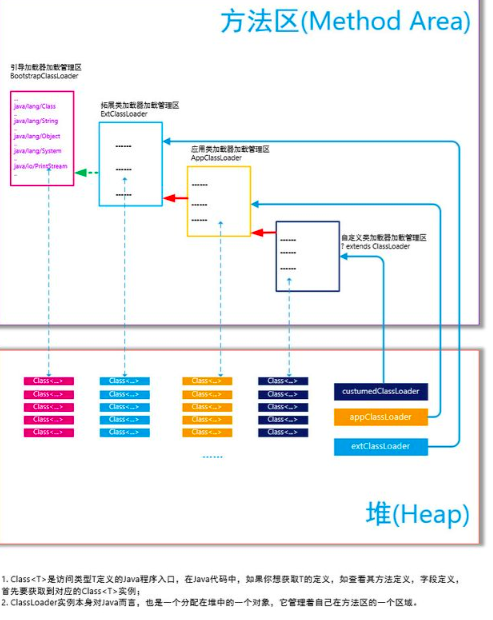 方法区(Method Area)
引导加载器加载管理区
BootstrapClassLoader
java/lang/Class
java/lang/String
java/lang/Object
java/lang/System
java/io/PrintStream
拓展类加载器加载管理区
ExtClassLoader
应用类加载器加载管理区
AppClassLoader
自定义类加载器加载管理区
? extends ClassLoader
Class<...> Class<...> Class<...> Class<...>
Class<...> Class<...> Class<...> Class<...>
Class<...> Class<...> Class<...> Class<...>
Class<...> Class<...> Class<...> Class<...>
Class<...> Class<...> Class<...> Class<...>
......
custumedClassLoader
appClassLoader
extClassLoader
堆(Heap)
1. Class<T>是访问类型T定义的Java程序入口，在Java代码中，如果你想获取T的定义，如查看其方法定义，字段定义，
首先要获取到对应的Class<T>实例；
2. ClassLoader实例本身对Java而言，也是一个分配在堆中的一个对象，它管理着自己在方法区的一个区域。